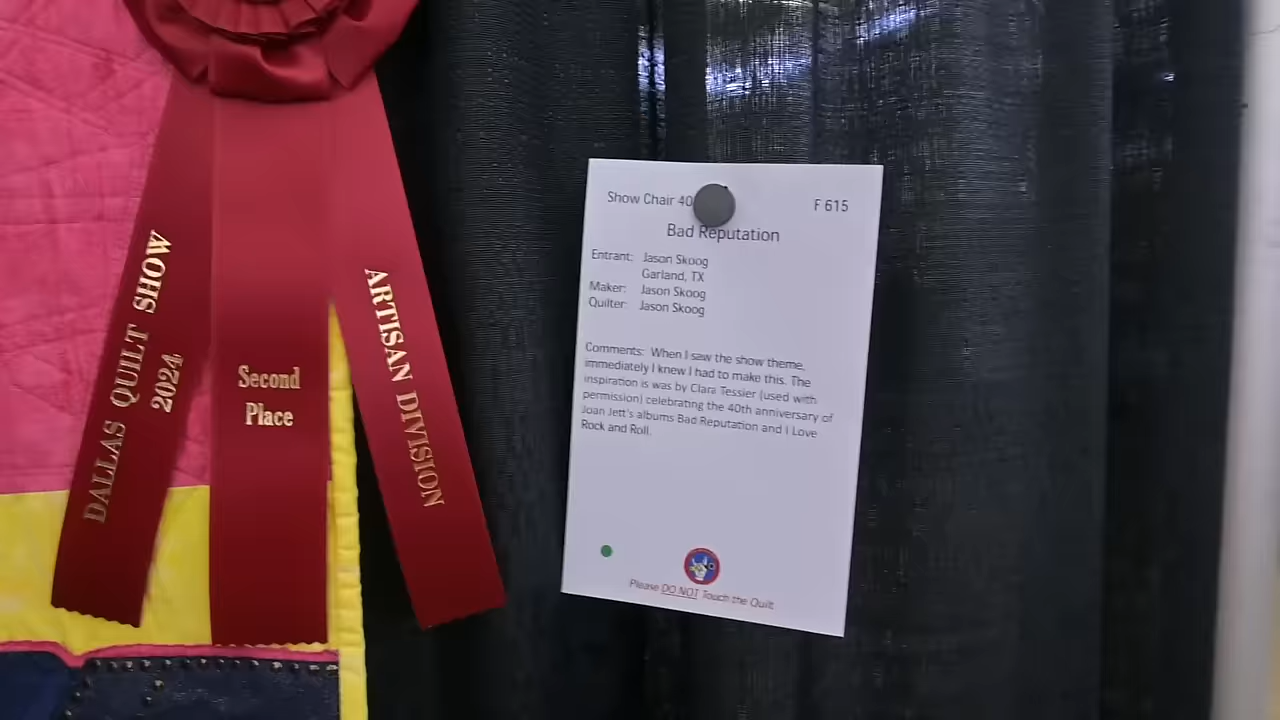 DALLAS QUILT SHOW
2024
Second
Place
ARTISAN DIVISION
Show Chair 40
F 615
Bad Reputation
Entrant: Jason Skoog
Garland, TX
Maker: Jason Skoog
Quilter: Jason Skoog
Comments: When I saw the show theme,
immediately I knew I had to make this. The
inspiration is was by Clara Tessier (used with
permission) celebrating the 40th anniversary of
Joan Jett's albums Bad Reputation and I Love
Rock and Roll.
Please DO NOT Touch the Quilt